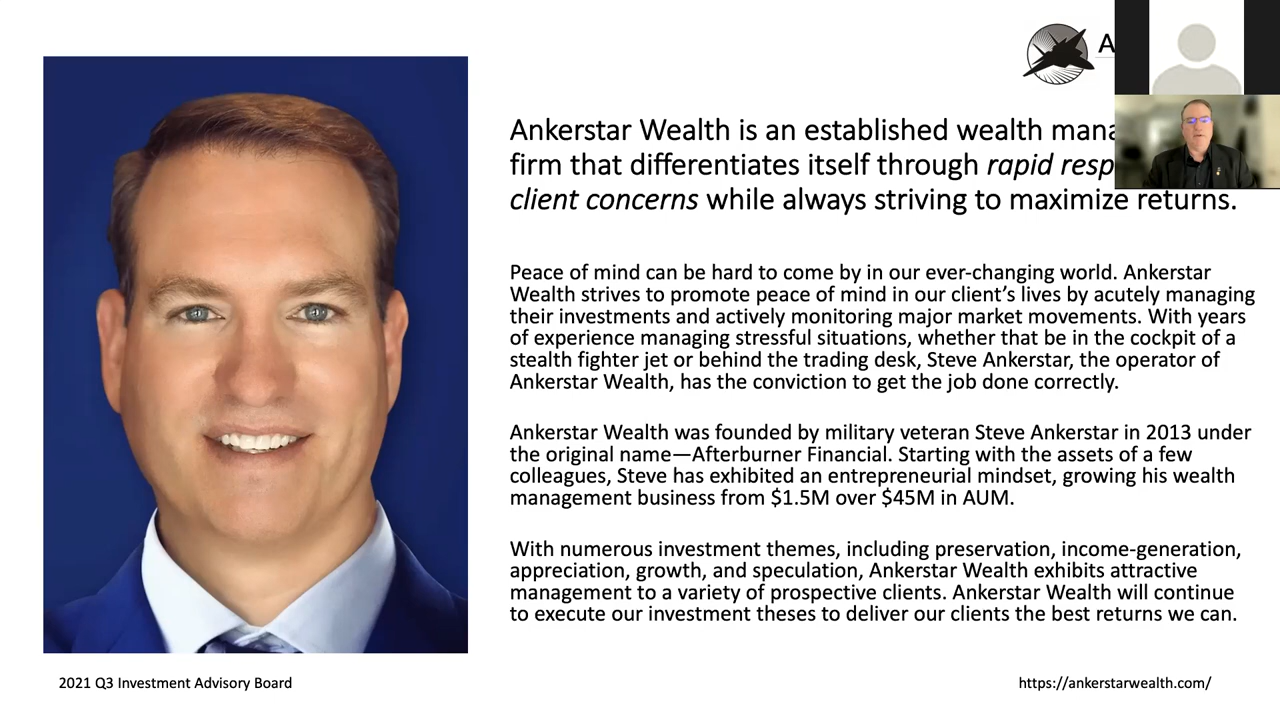 A
Ankerstar Wealth is an established wealth mana
firm that differentiates itself through rapid resp
client concerns while always striving to maximize returns.
Peace of mind can be hard to come by in our ever-changing world. Ankerstar
Wealth strives to promote peace of mind in our client’s lives by acutely managing
their investments and actively monitoring major market movements. With years
of experience managing stressful situations, whether that be in the cockpit of a
stealth fighter jet or behind the trading desk, Steve Ankerstar, the operator of
Ankerstar Wealth, has the conviction to get the job done correctly.
Ankerstar Wealth was founded by military veteran Steve Ankerstar in 2013 under
the original name—Afterburner Financial. Starting with the assets of a few
colleagues, Steve has exhibited an entrepreneurial mindset, growing his wealth
management business from $1.5M over $45M in AUM.
With numerous investment themes, including preservation, income-generation,
appreciation, growth, and speculation, Ankerstar Wealth exhibits attractive
management to a variety of prospective clients. Ankerstar Wealth will continue
to execute our investment theses to deliver our clients the best returns we can.
2021 Q3 Investment Advisory Board
https://ankerstarwealth.com/